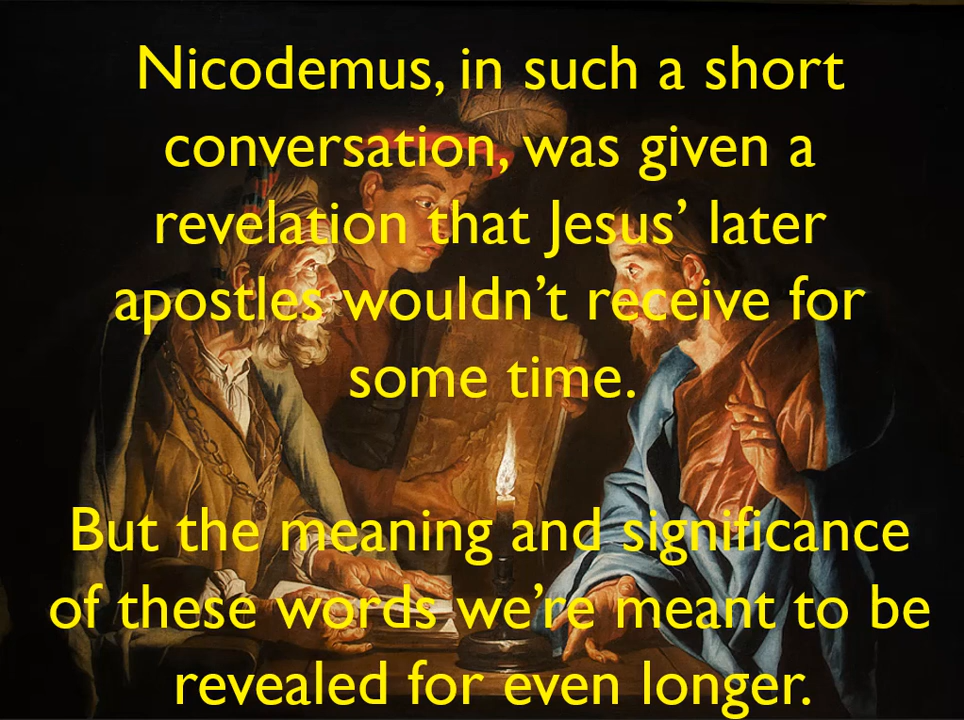 Nicodemus, in such a short
conversation, was given a
revelation that Jesus’ later
apostles wouldn’t receive for
some time.
But the meaning and significance
of these words we’re meant to be
revealed for even longer.